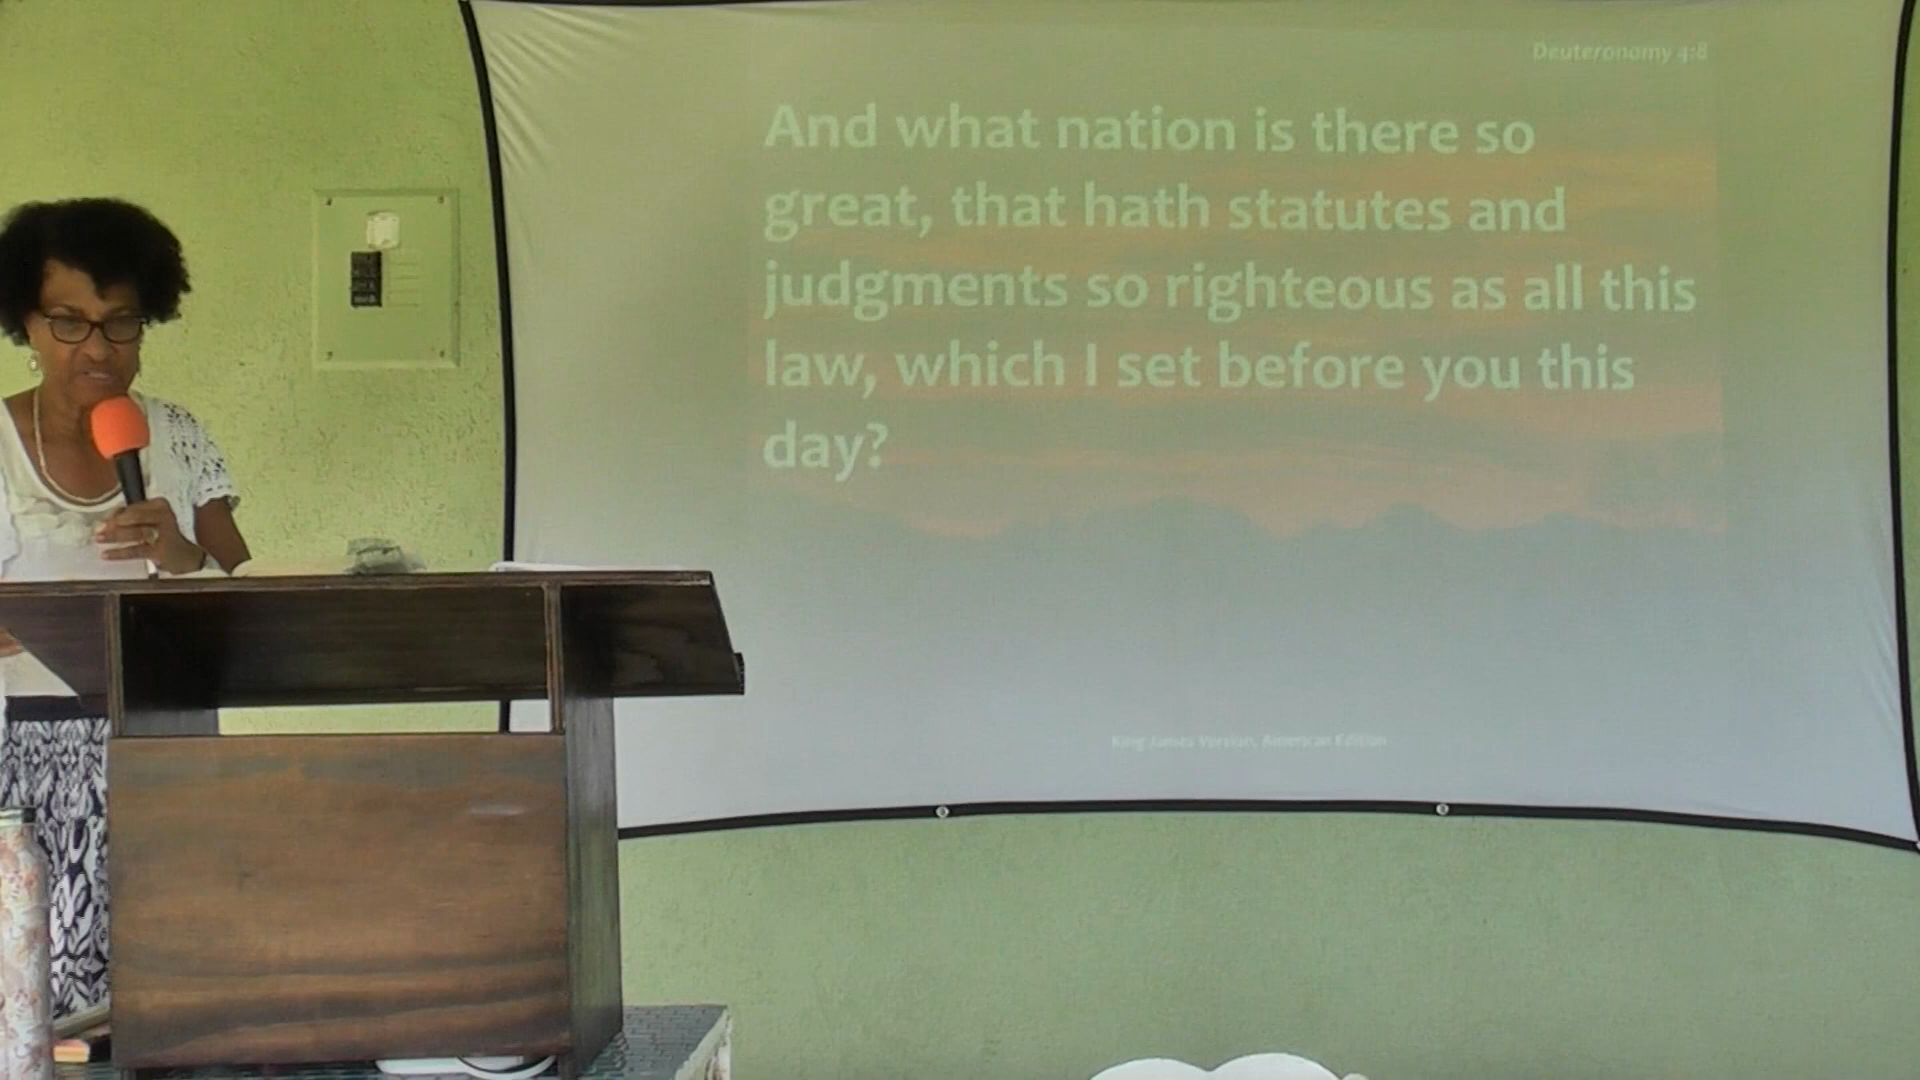 Deuteronomy 4:8
And what nation is there so
great, that hath statutes and
judgments so righteous as all this
law, which I set before you this
day?
King James Version, American Edition